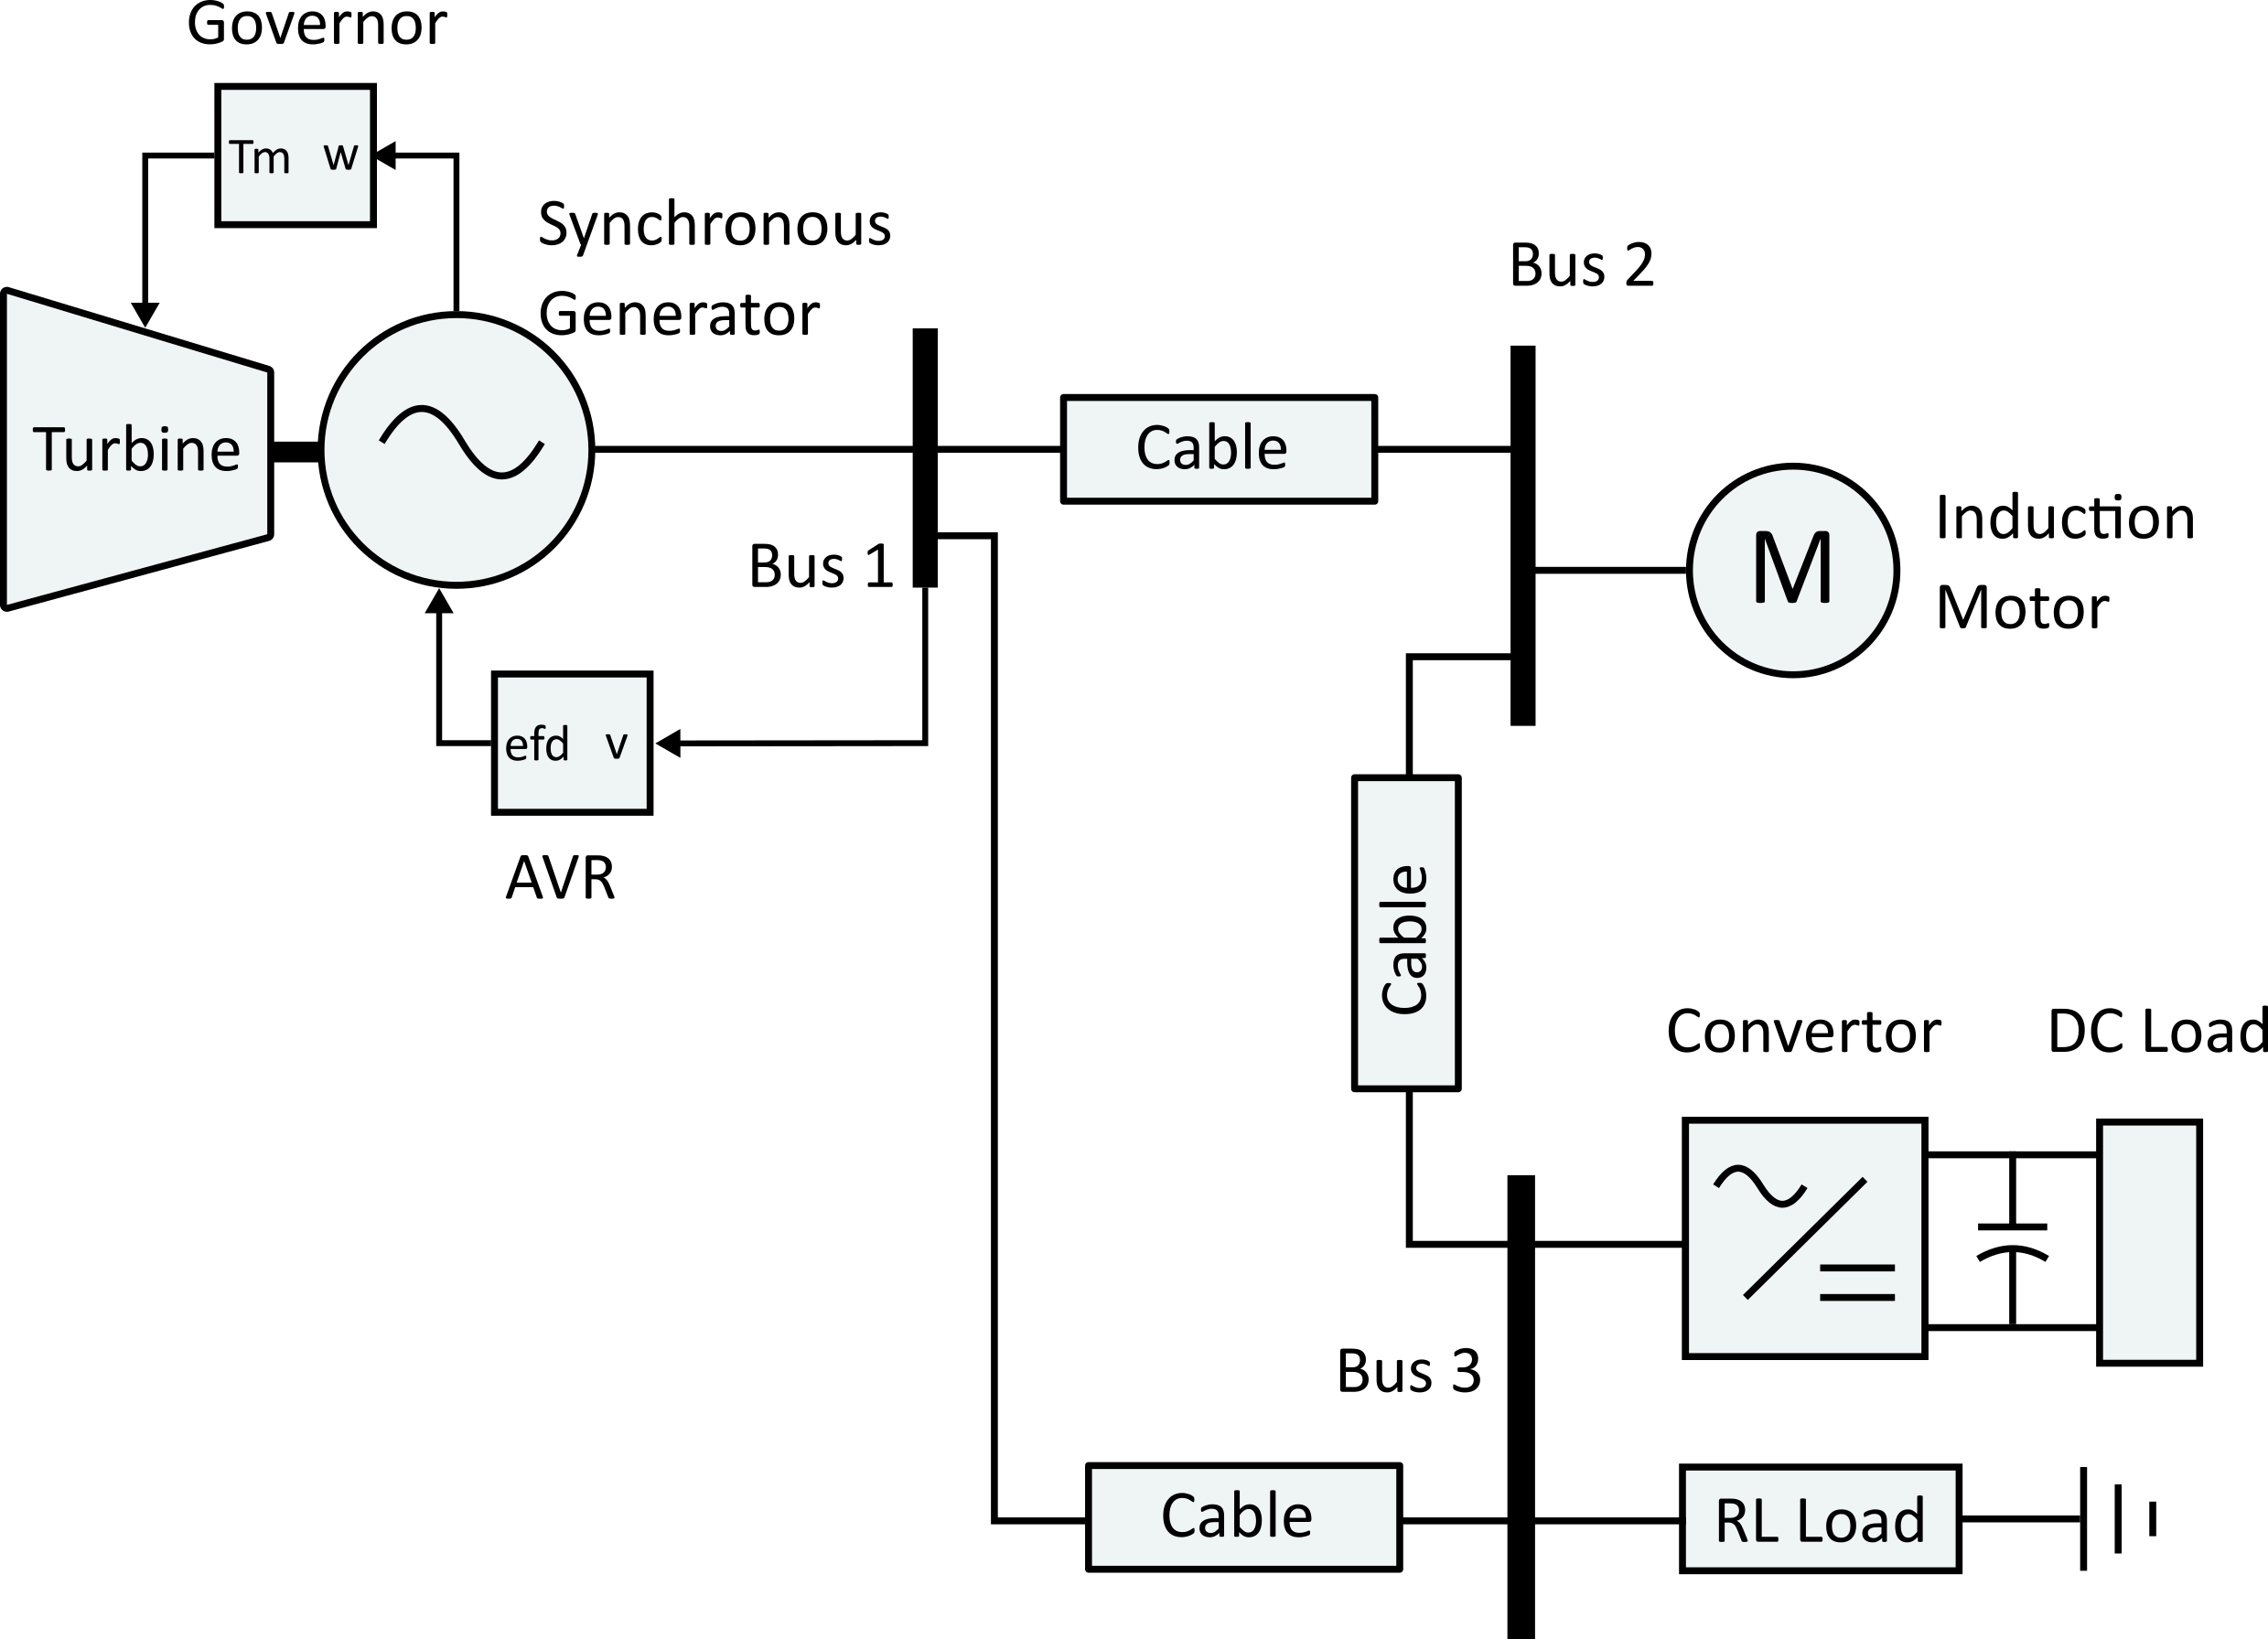 Governor
Tm w
Synchronous
Generator
Bus 2
Turbine
Cable
Induction
Motor
M
Bus 1
efd v
AVR
Cable
Convertor
DC Load
Bus 3
Cable
RL Load